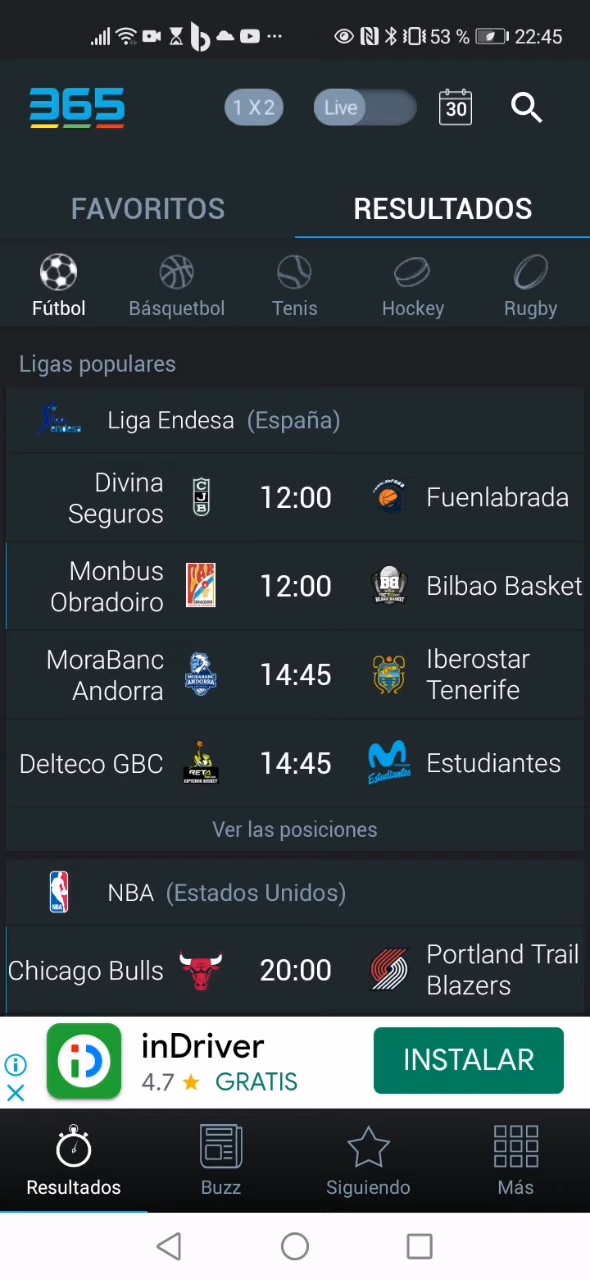 53 % 22:45
365 1 X 2 Live 30
FAVORITOS RESULTADOS
Fútbol Básquetbol Tenis Hockey Rugby
Ligas populares
Liga Endesa (España)
Divina
Seguros 12:00 Fuenlabrada
Monbus
Obradoiro 12:00 Bilbao Basket
MoraBanc
Andorra 14:45 Iberostar
Tenerife
Delteco GBC 14:45 Estudiantes
Ver las posiciones
NBA (Estados Unidos)
Chicago Bulls 20:00 Portland Trail
Blazers
inDriver
4.7 ★ GRATIS INSTALAR
Resultados Buzz Siguiendo Más